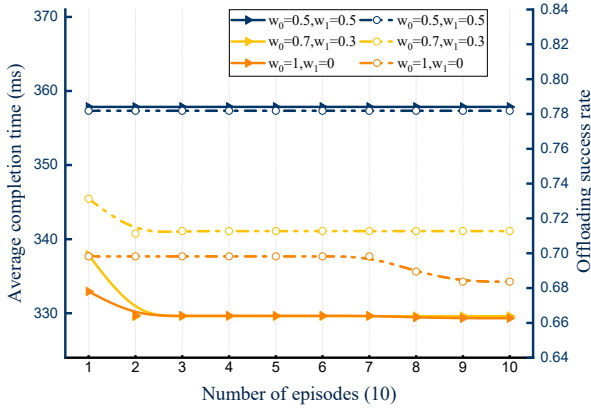 370
360
350
340
330
Average completion time (ms)
w₀=0.5,w₁=0.5 w₀=0.5,w₁=0.5
w₀=0.7,w₁=0.3 w₀=0.7,w₁=0.3
w₀=1,w₁=0 w₀=1,w₁=0
0.84
0.82
0.80
0.78
0.76
0.74
0.72
0.70
0.68
0.66
0.64
Offloading success rate
1 2 3 4 5 6 7 8 9 10
Number of episodes (10)